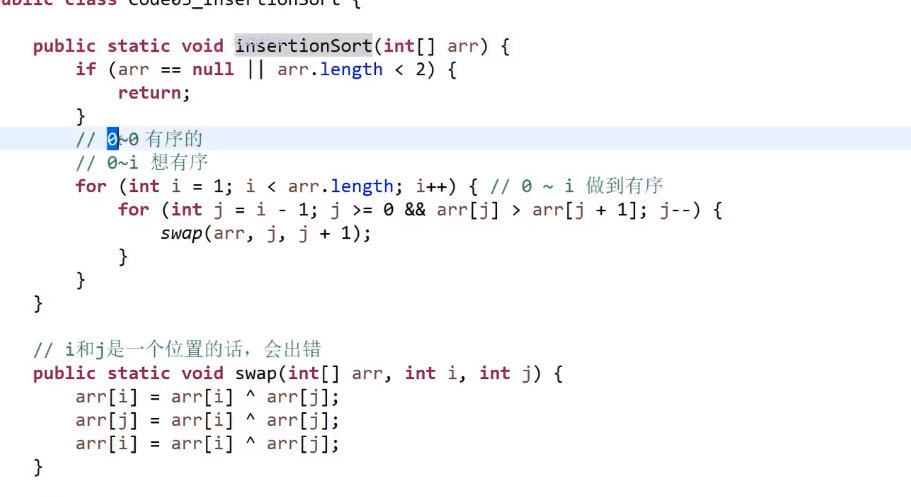 public class Code03_InsertionSort {
public static void insertionSort(int[] arr) {
if (arr == null || arr.length < 2) {
return;
}
// 0~0 有序的
// 0~i 想有序
for (int i = 1; i < arr.length; i++) { // 0 ~ i 做到有序
for (int j = i - 1; j >= 0 && arr[j] > arr[j + 1]; j--) {
swap(arr, j, j + 1);
}
}
}
// i和j是一个位置的话，会出错
public static void swap(int[] arr, int i, int j) {
arr[i] = arr[i] ^ arr[j];
arr[j] = arr[i] ^ arr[j];
arr[i] = arr[i] ^ arr[j];
}